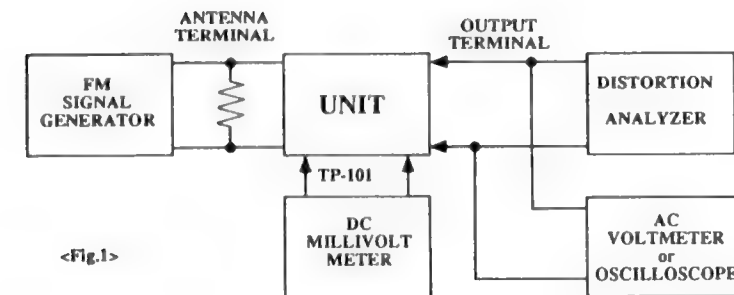 ANTENNA
TERMINAL
OUTPUT
TERMINAL
FM
SIGNAL
GENERATOR
UNIT
DISTORTION
ANALYZER
TP-101
DC
MILLIVOLT
METER
AC
VOLTMETER
or
OSCILLOSCOPE
<Fig.1>